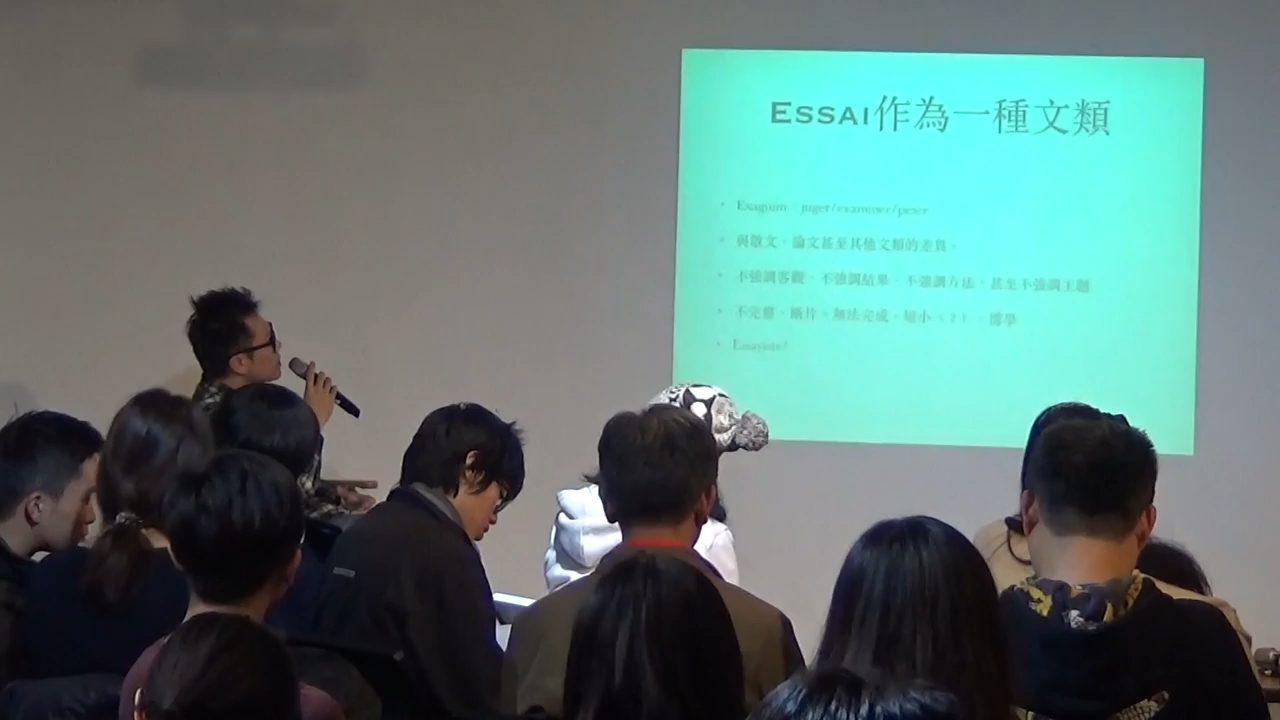 ESSAI作為一種文類
Exagium：juger/examiner/peser
與散文、論文甚至其他文類的差異。
不強調客觀、不強調結果、不強調方法、甚至不強調主題
不完整、斷片、無法完成、短小（？）、博學
Essayiste?